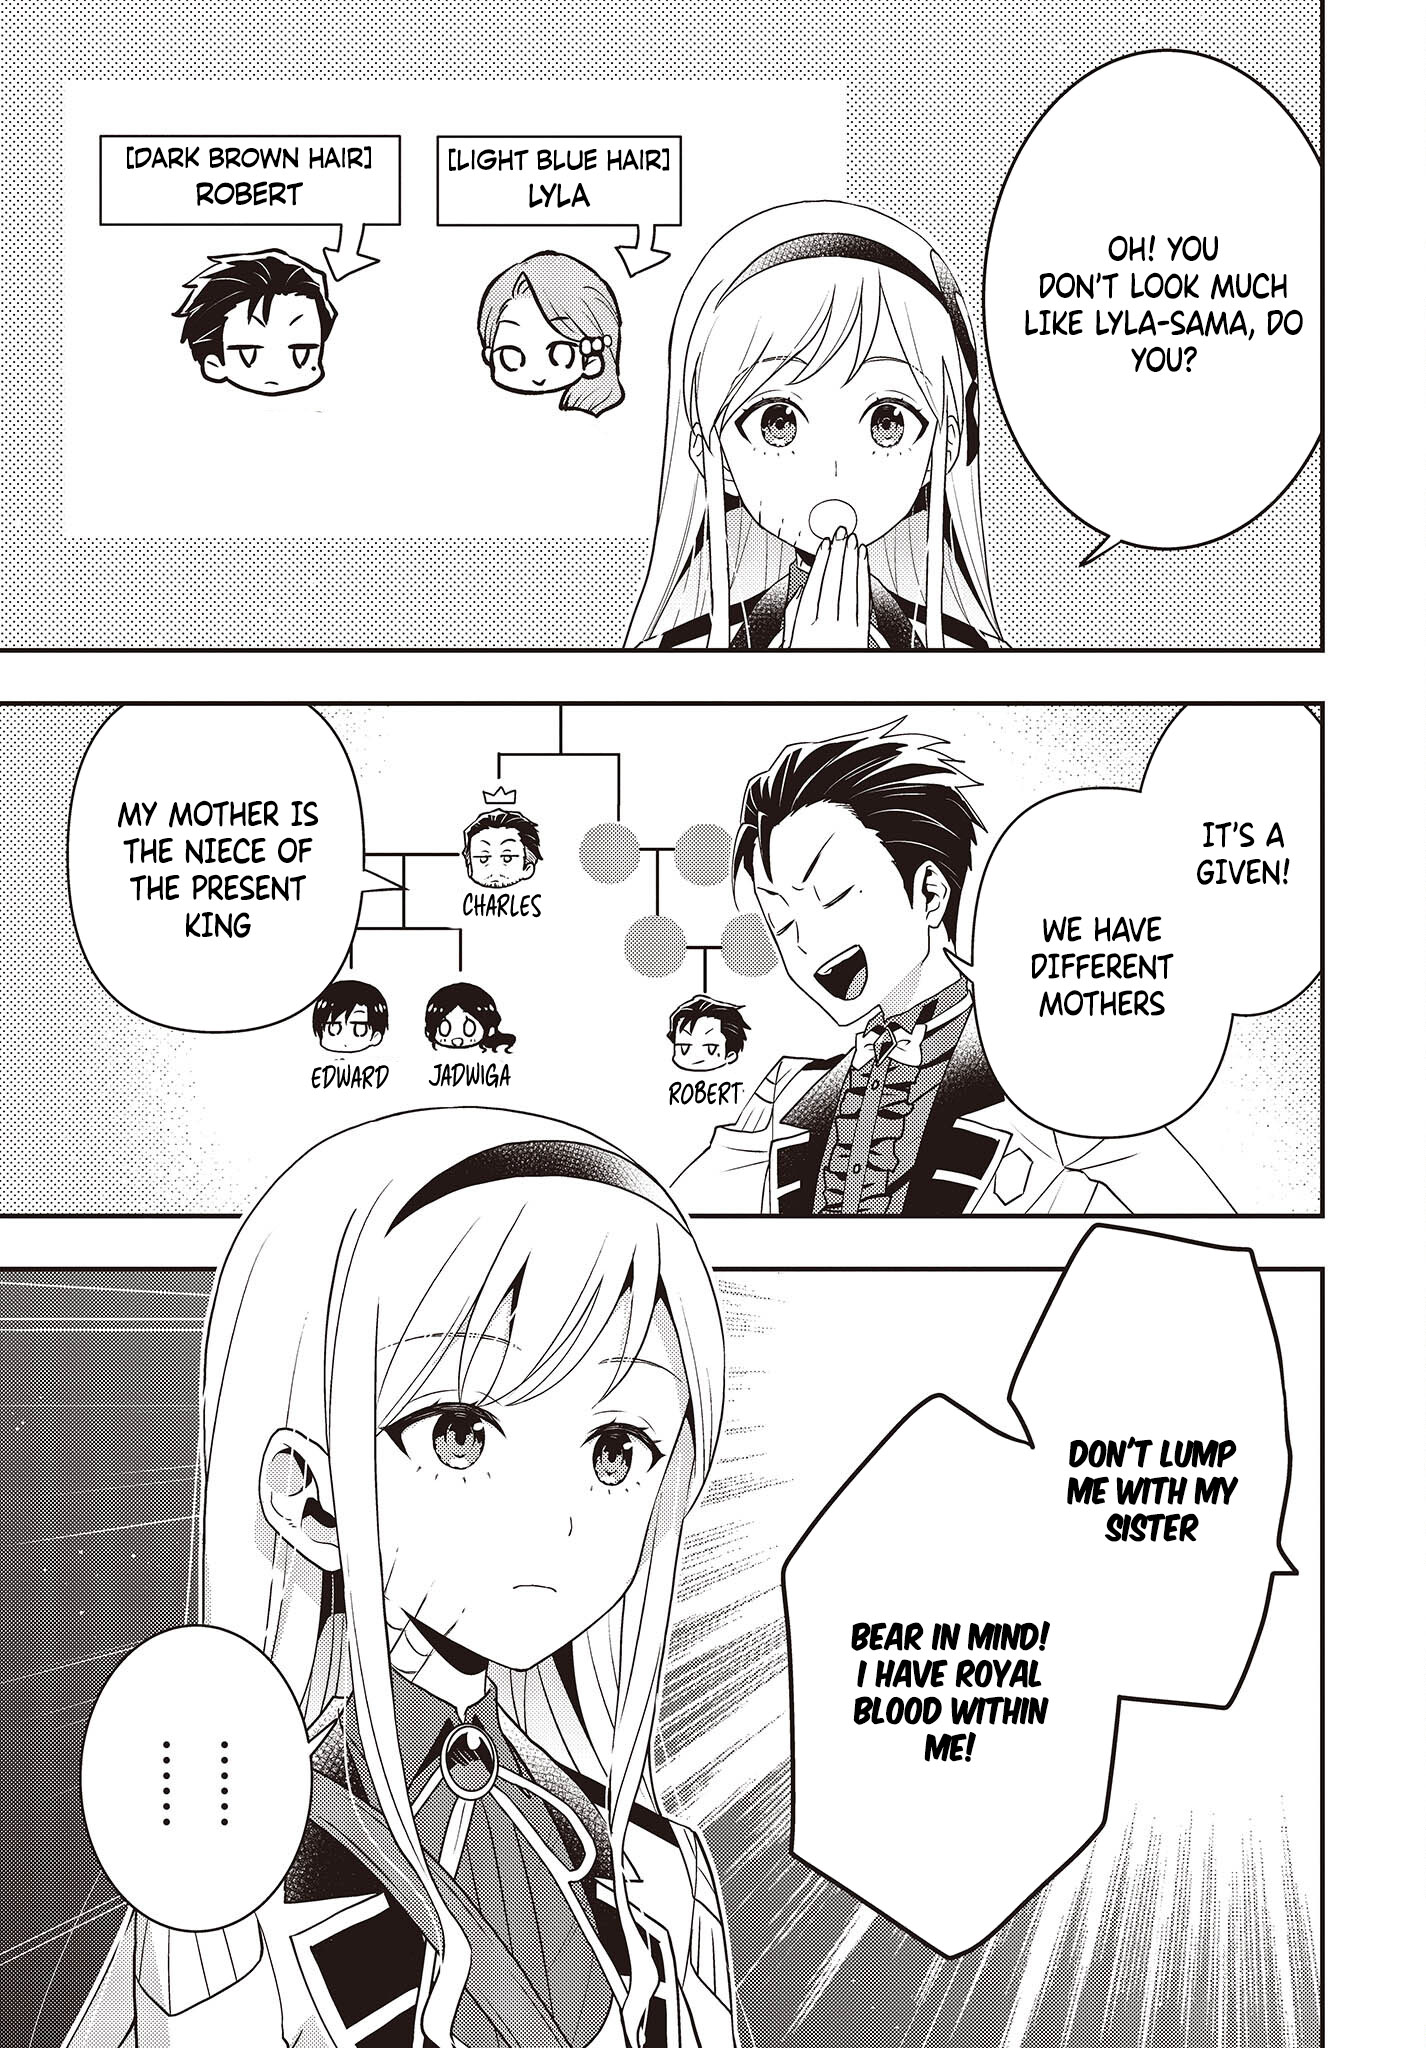 OH! YOU
DON'T LOOK MUCH
LIKE LYLA-SAMA, DO
YOU?
[LIGHT BLUE HAIR]
LYLA
[DARK BROWN HAIR]
ROBERT
IT'S A
GIVEN!
WE HAVE
DIFFERENT
MOTHERS
MY MOTHER IS
THE NIECE OF
THE PRESENT
KING
CHARLES
EDWARD
JADWIGA
ROBERT
DON'T LUMP
ME WITH MY
SISTER
BEAR IN MIND!
I HAVE ROYAL
BLOOD WITHIN
ME!